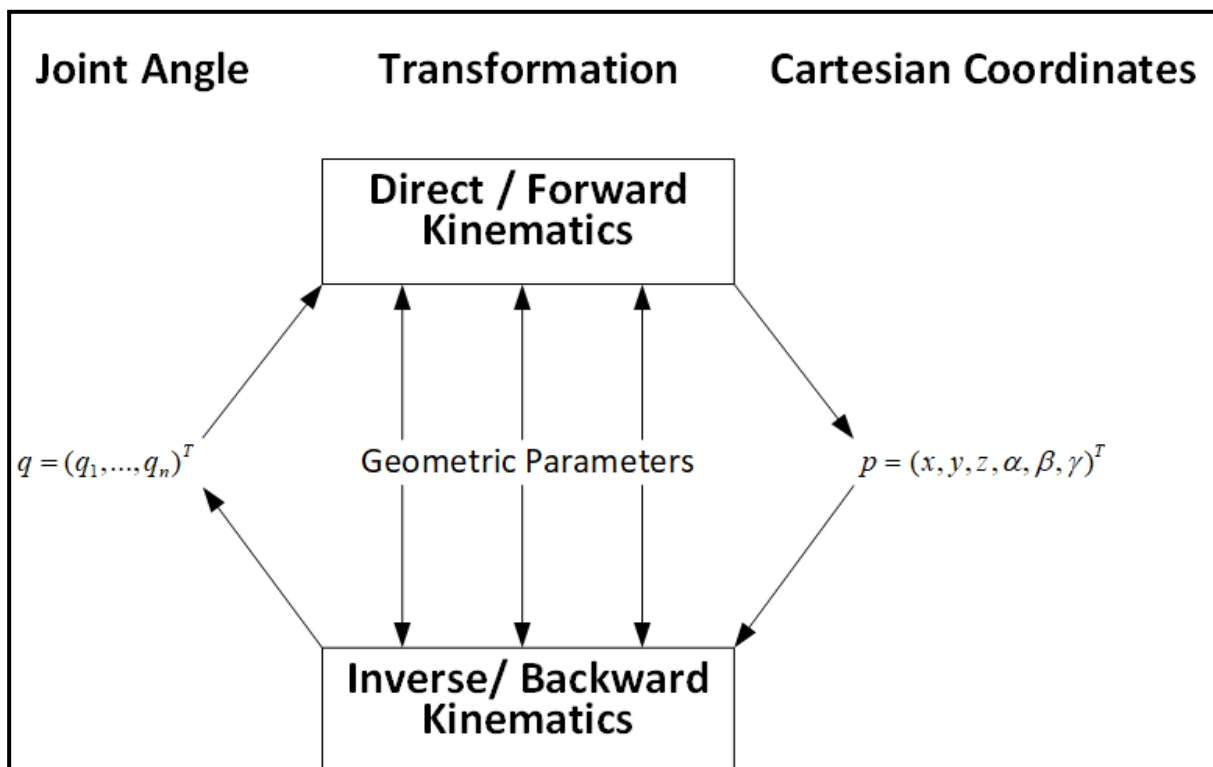 Joint Angle
Transformation
Cartesian Coordinates
Direct / Forward
Kinematics
q = (q₁,...,qₙ)ᵀ
Geometric Parameters
p = (x, y, z, α, β, γ)ᵀ
Inverse/ Backward
Kinematics